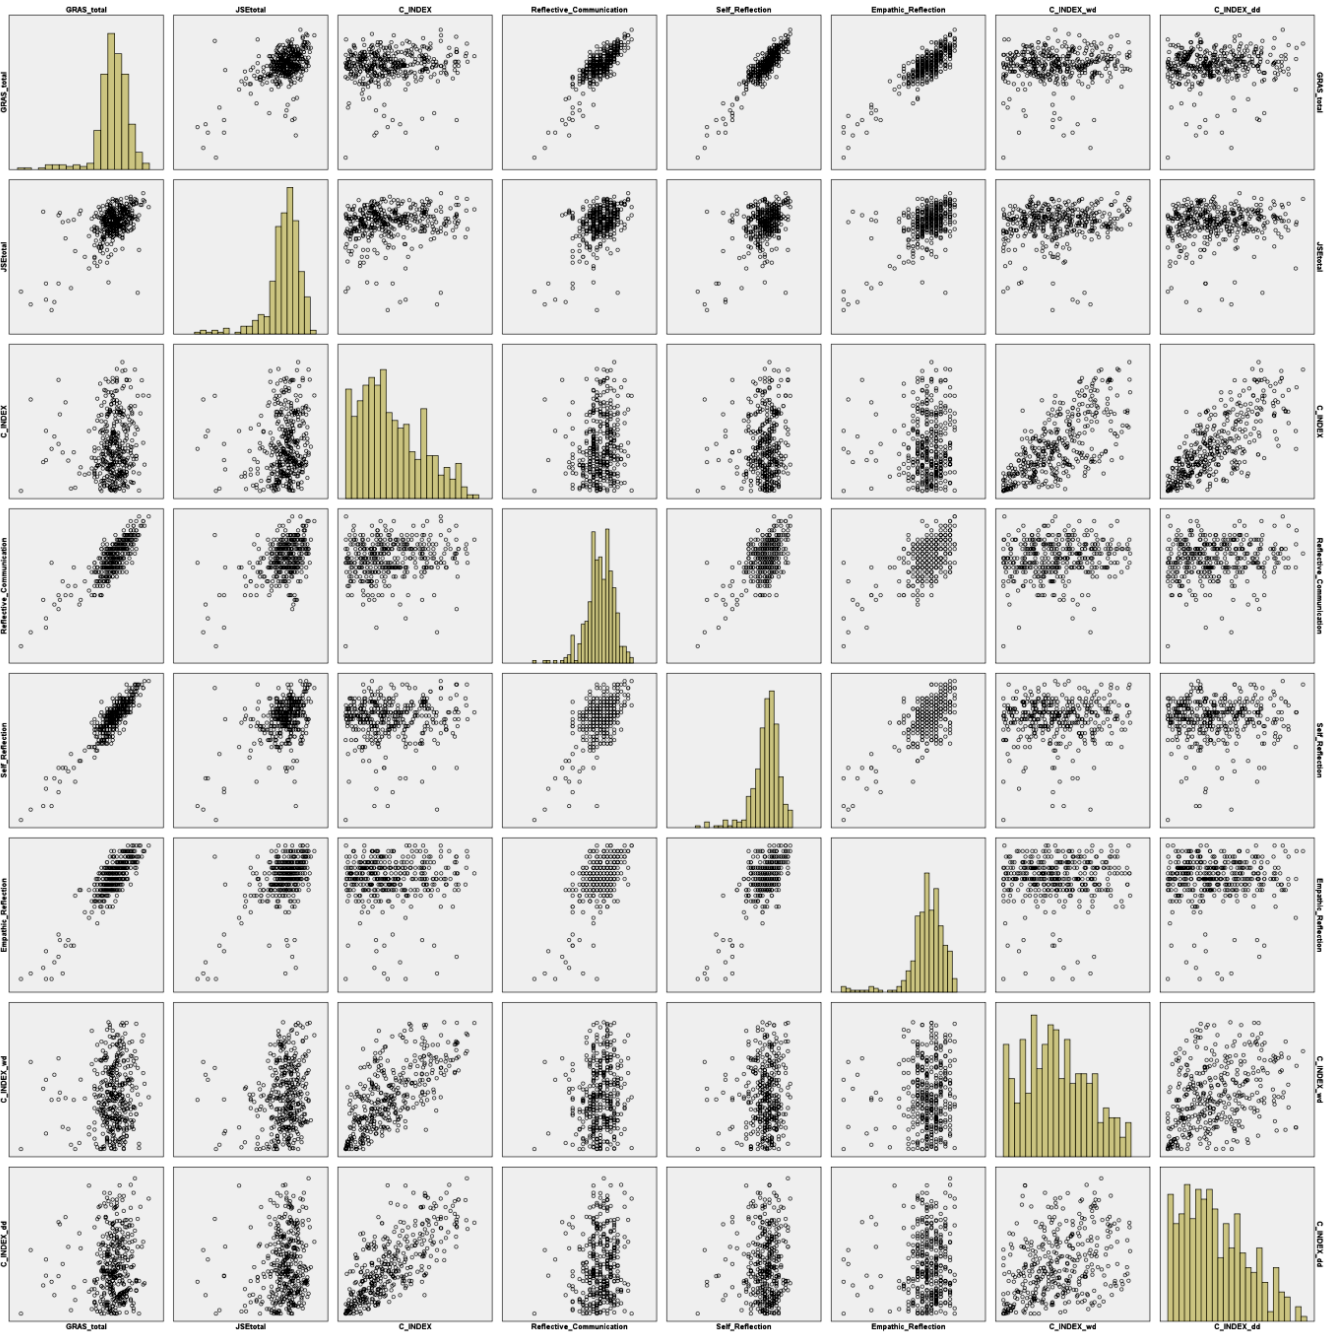 GRAS_total JSEtotal C_INDEX Reflective_Communication Self_Reflection Empathic_Reflection C_INDEX_wd C_INDEX_dd
GRAS_total
GRAS_total
JSEtotal
JSEtotal
C_INDEX
C_INDEX
Reflective_Communication
Reflective_Communication
Self_Reflection
Self_Reflection
Empathic_Reflection
Empathic_Reflection
C_INDEX_wd
C_INDEX_wd
C_INDEX_dd
C_INDEX_dd
GRAS_total JSEtotal C_INDEX Reflective_Communication Self_Reflection Empathic_Reflection C_INDEX_wd C_INDEX_dd